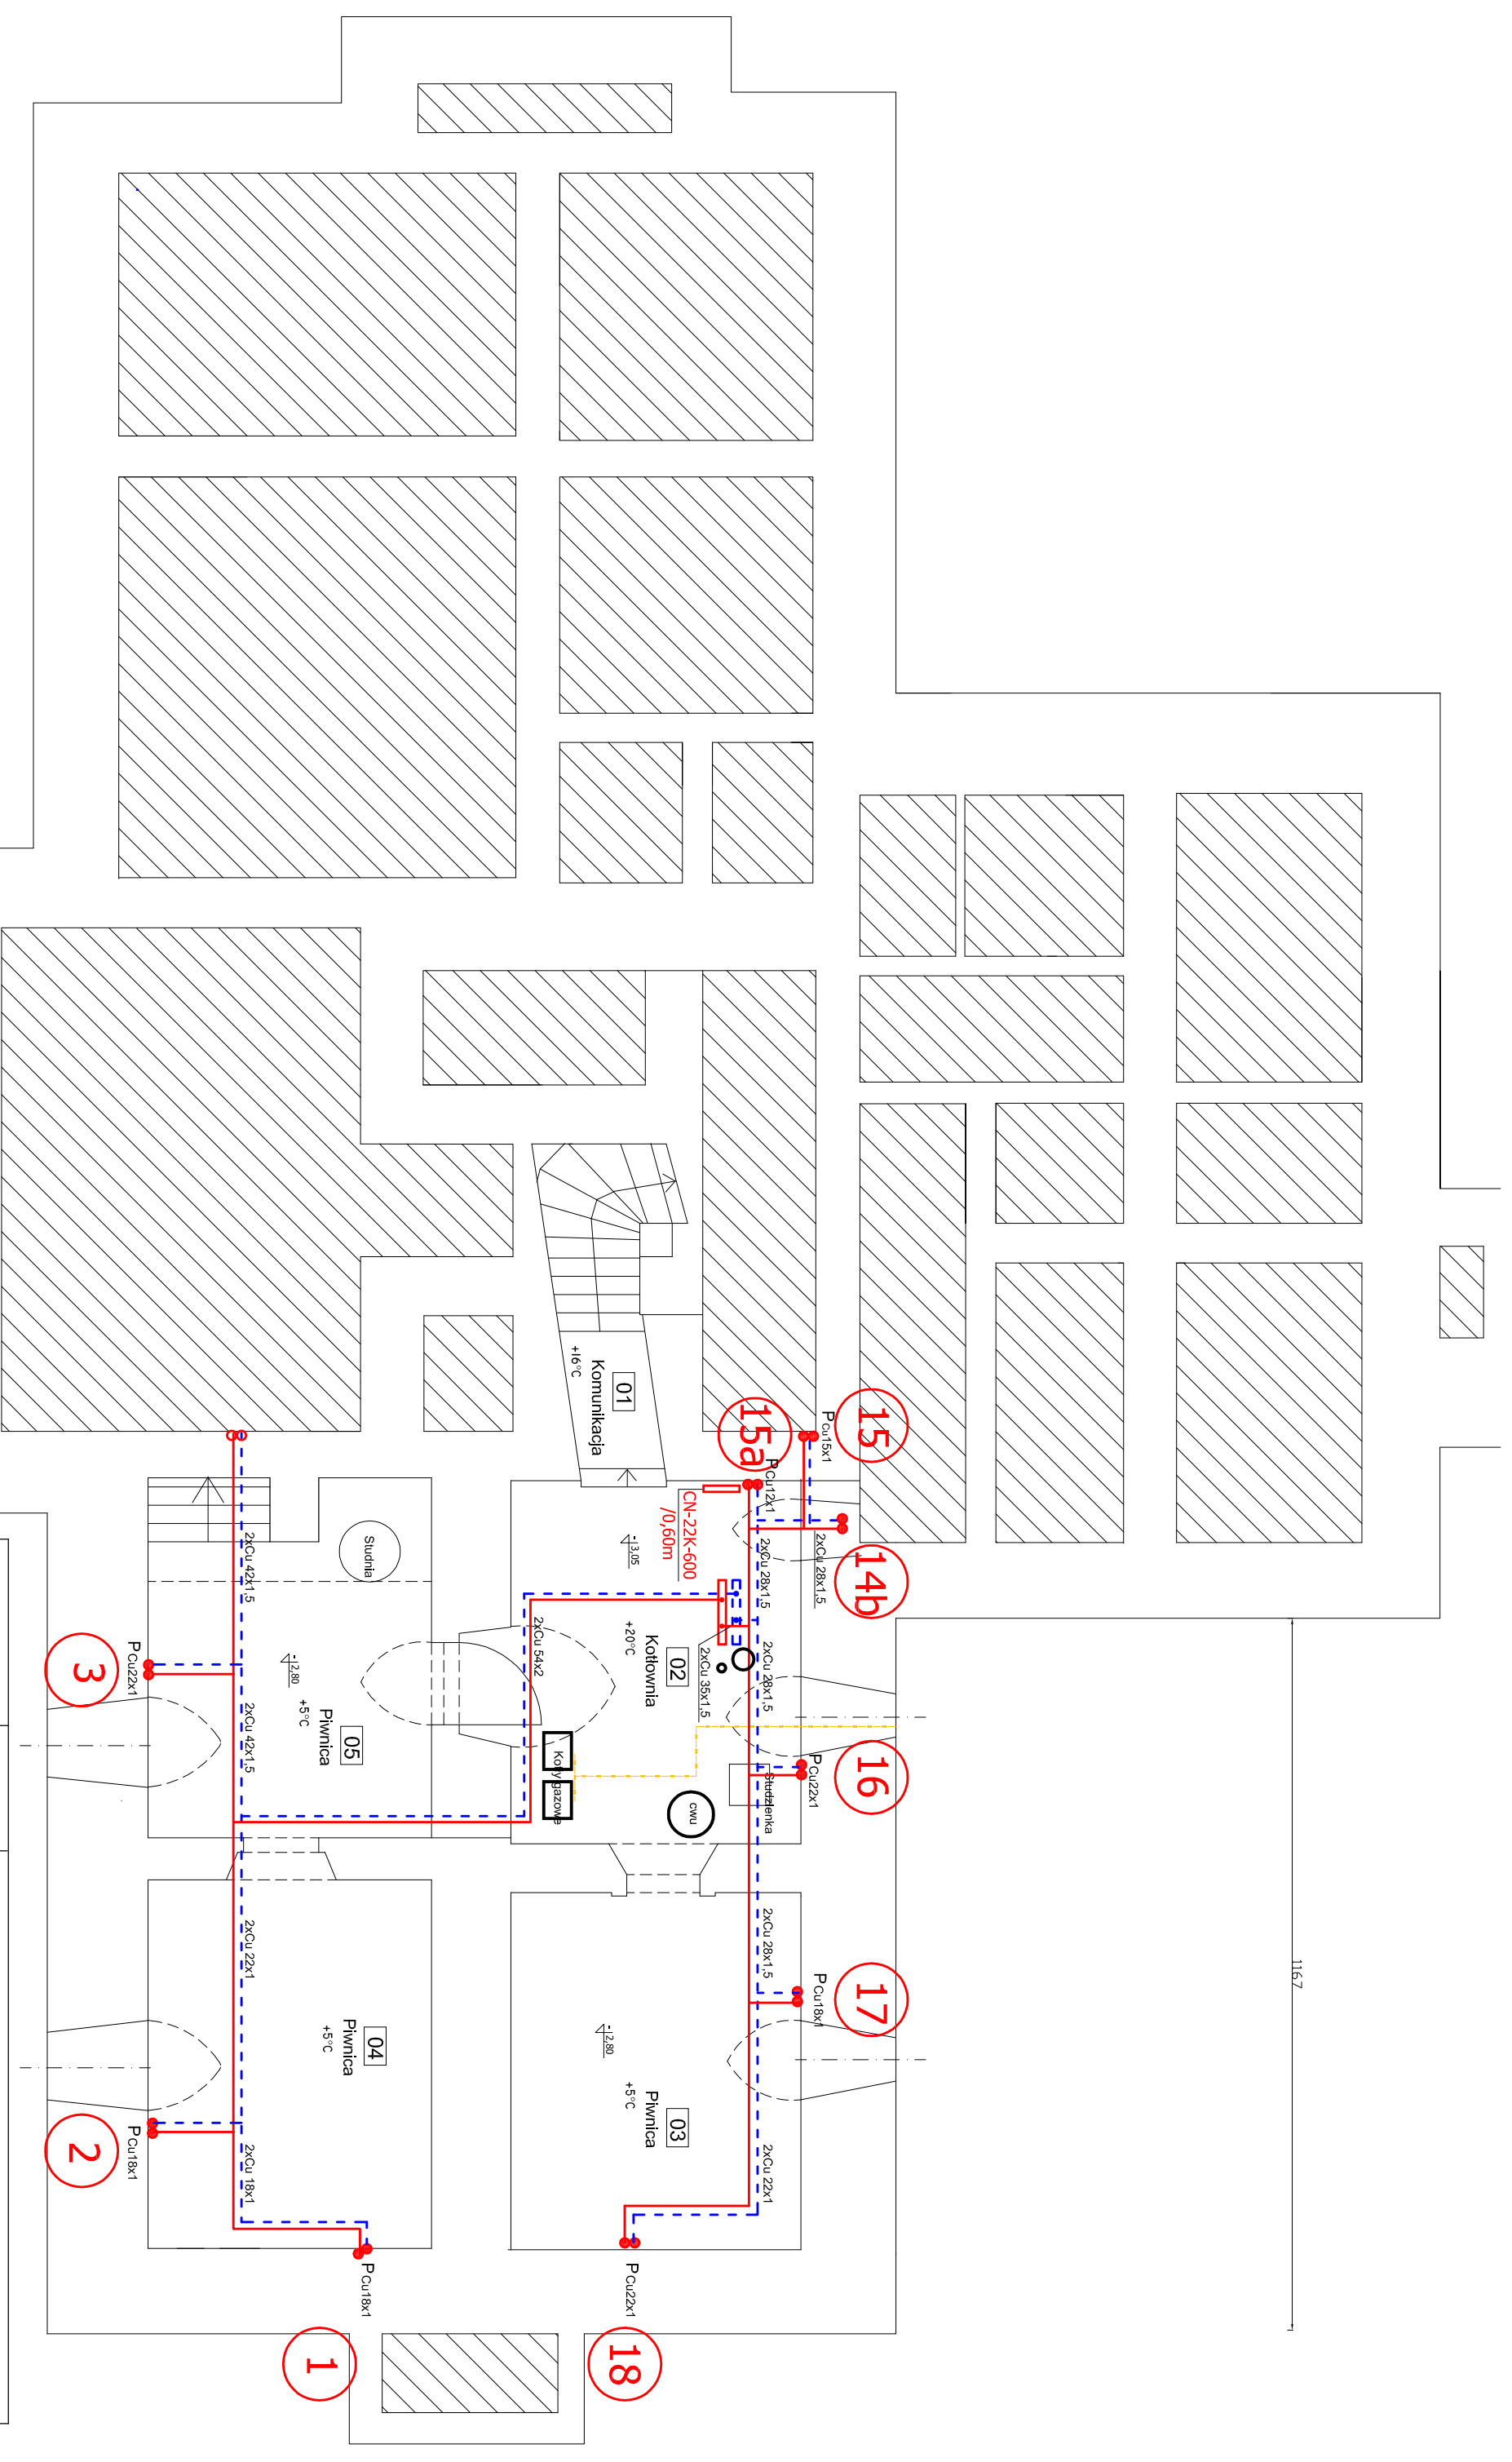 01
Komunikacja
+16°C
15
PCu15x1
15a
PCu12x1
14b
2xCu 28x1,5
2xCu 28x1,5
CN-22K-600
/0,60m
-3,05
02
Kotłownia
+20°C
2xCu 35x1,5
2xCu 28x1,5
2xCu 54x2
Kotły gazowe
cwu
Studzienka
16
PCu22x1
17
PCu18x1
2xCu 28x1,5
03
Piwnica
+5°C
-2,80
2xCu 22x1
18
PCu22x1
Studnia
2xCu 42x1,5
3
PCu22x1
-2,80
05
Piwnica
+5°C
2xCu 42x1,5
2xCu 22x1
04
Piwnica
+5°C
2
PCu18x1
2xCu 18x1
1
PCu18x1
116.7